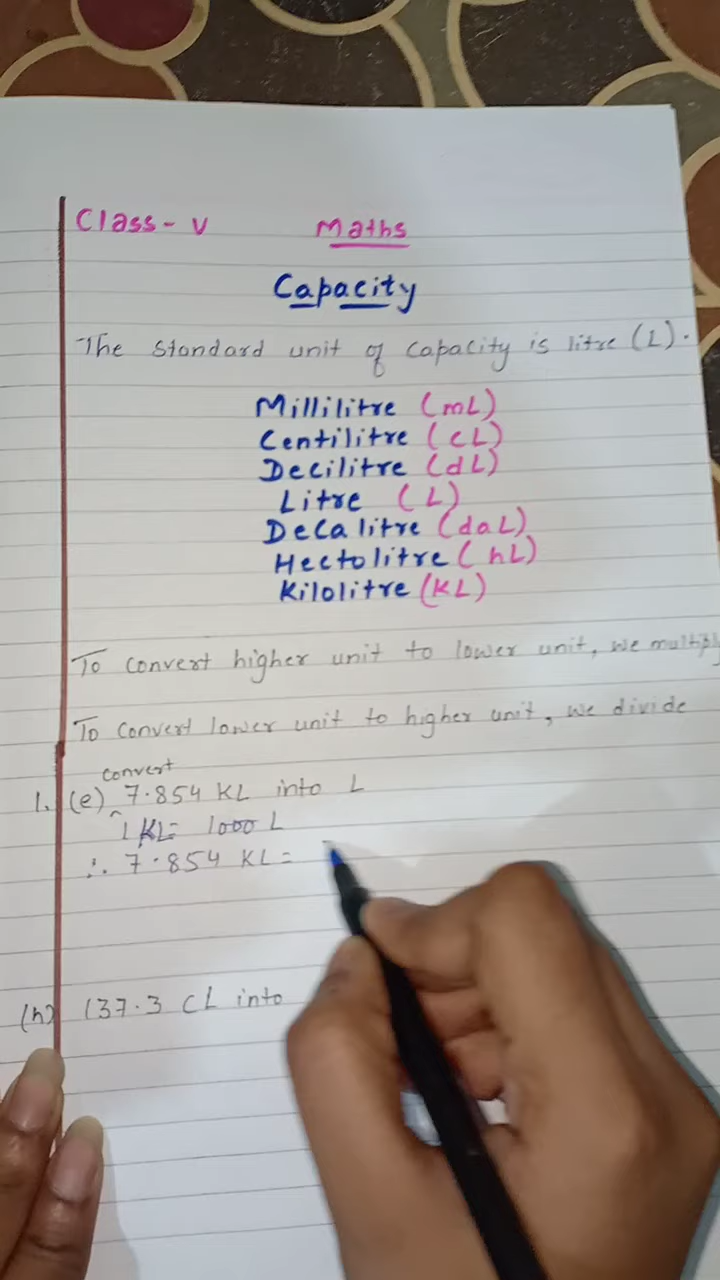 Class - V Maths
Capacity
The standard unit of capacity is litre (L).
Millilitre (mL)
Centilitre (CL)
Decilitre (dL)
Litre (L)
Decalitre (daL)
Hectolitre (hL)
Kilolitre (KL)
To convert higher unit to lower unit, we multiply
To convert lower unit to higher unit, we divide
convert
1. (e) 7.854 KL into L
1 KL = 1000 L
∴ 7.854 KL =
(h) 137.3 CL into